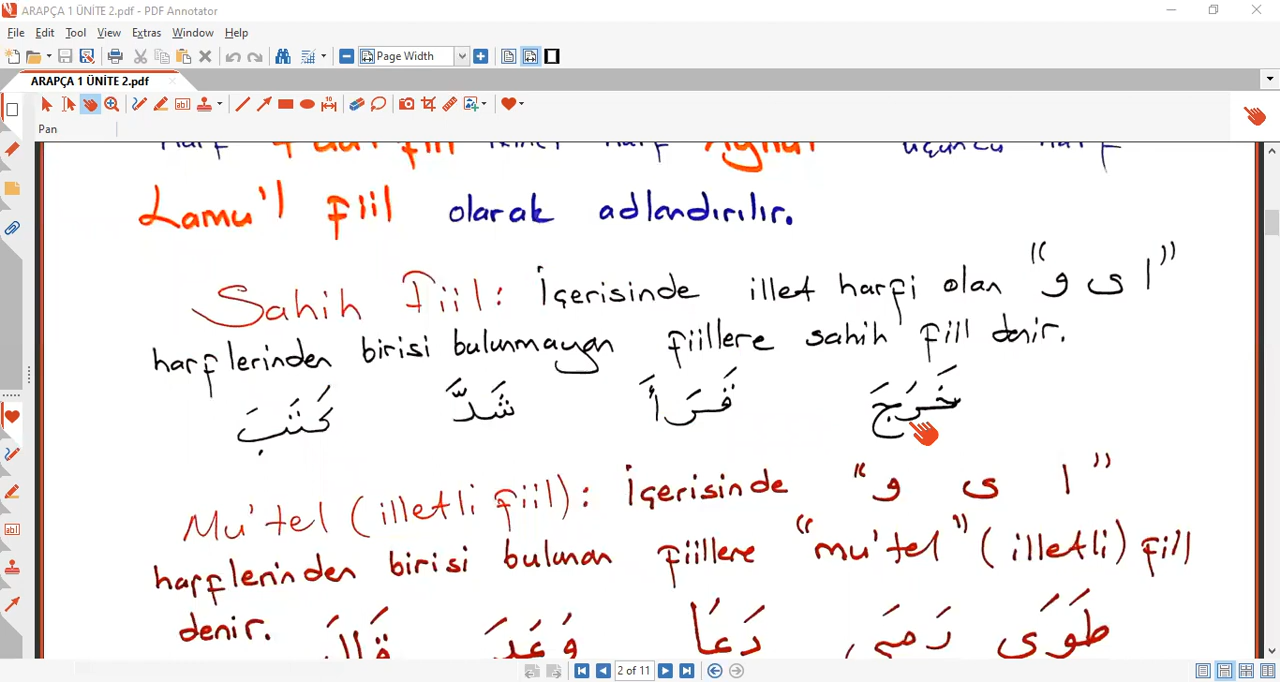 ARAPÇA 1 ÜNİTE 2.pdf - PDF Annotator
File Edit Tool View Extras Window Help
Page Width
ARAPÇA 1 ÜNİTE 2.pdf
Pan
Lamu'l fiil olarak adlandırılır.
Sahih Fiil: İçerisinde illet harfi olan "ا ى و"
harflerinden birisi bulunmayan fiillere sahih fiil denir.
خَرَجَ قَرَأَ شَدَّ كَتَبَ
Mu'tel (illetli fiil): İçerisinde "ا ى و"
harflerinden birisi bulunan fiillere "mu'tel" (illetli) fiil
denir. طَوَى رَمَى دَعَا وَعَدَ قَالَ
2 of 11